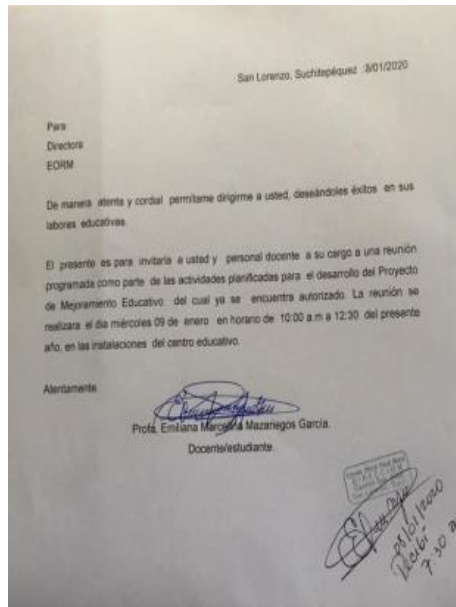 San Lorenzo, Suchitepéquez :8/01/2020
Para
Directora
EORM
De manera atenta y cordial permítame dirigirme a usted, deseándoles éxitos en sus
labores educativas.
El presente es para invitarla a usted y personal docente a su cargo a una reunión
programada como parte de las actividades planificadas para el desarrollo del Proyecto
de Mejoramiento Educativo del cual ya se encuentra autorizado. La reunión se
realizara el día miércoles 09 de enero en horario de 10:00 a.m a 12:30 del presente
año, en las instalaciones del centro educativo.
Atentamente.
Profa. Emiliana Marcelina Mazariegos García.
Docente/estudiante.
08/01/2020
Recibí
7:30 a